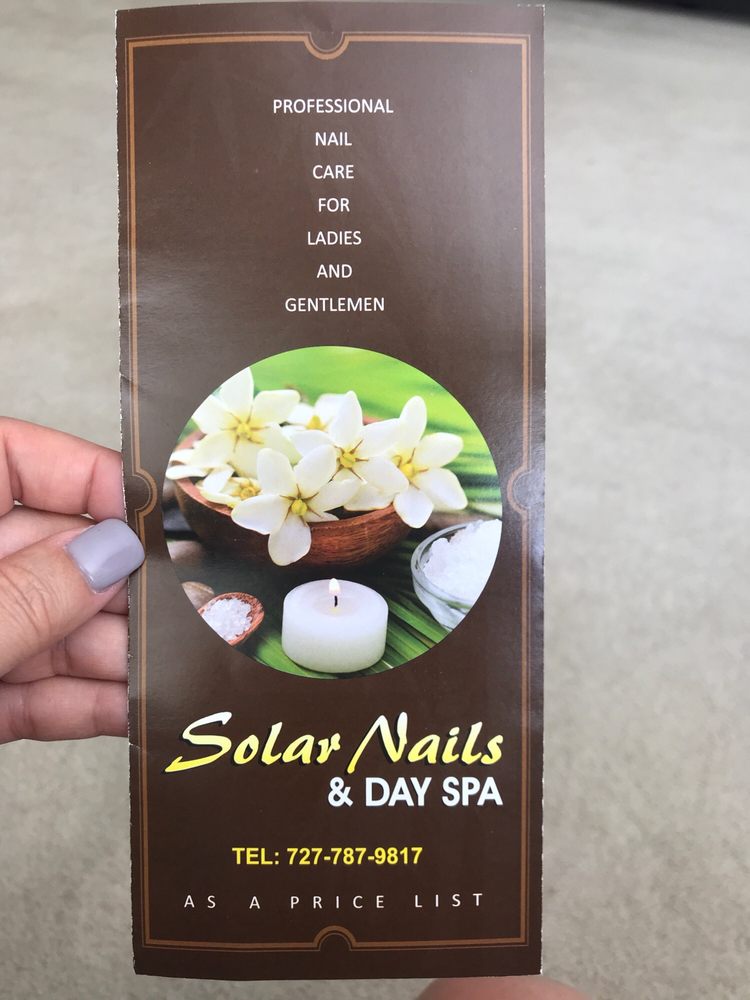 PROFESSIONAL
NAIL
CARE
FOR
LADIES
AND
GENTLEMEN
Solar Nails
& DAY SPA
TEL: 727-787-9817
AS A PRICE LIST